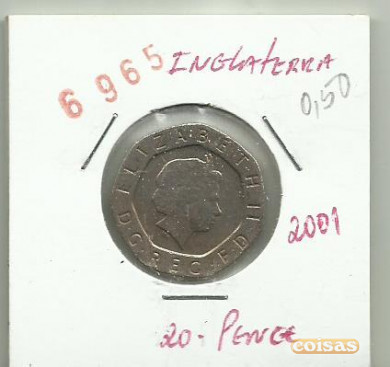 6965 INGLATERRA
0,50
ELIZABETH II
D·G·REG·F·D
2001
20-PENCE
coisas